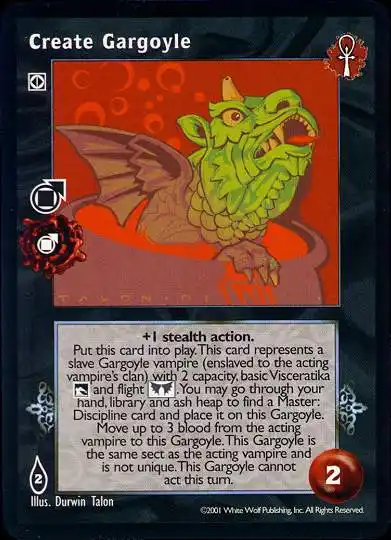 Create Gargoyle
TALON
+1 stealth action.
Put this card into play. This card represents a
slave Gargoyle vampire (enslaved to the acting
vampire's clan) with 2 capacity, basic Visceratika
and flight . You may go through your
hand, library and ash heap to find a Master:
Discipline card and place it on this Gargoyle.
Move up to 3 blood from the acting
vampire to this Gargoyle. This Gargoyle is
the same sect as the acting vampire and
is not unique. This Gargoyle cannot
act this turn.
2
2
Illus. Durwin Talon
©2001 White Wolf Publishing, Inc. All Rights Reserved.